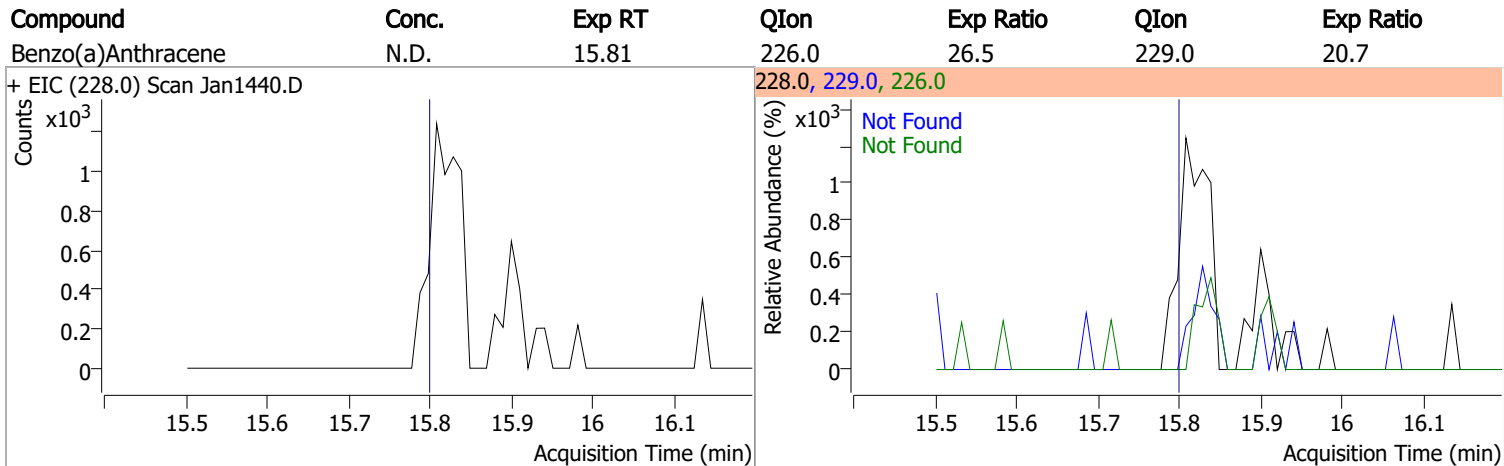 Compound Conc. Exp RT QIon Exp Ratio QIon Exp Ratio
Benzo(a)Anthracene N.D. 15.81 226.0 26.5 229.0 20.7
+ EIC (228.0) Scan Jan1440.D
Counts
x10³
1
0.8
0.6
0.4
0.2
0
15.5 15.6 15.7 15.8 15.9 16 16.1
Acquisition Time (min)
228.0, 229.0, 226.0
Relative Abundance (%)
x10³
Not Found
Not Found
1
0.8
0.6
0.4
0.2
0
15.5 15.6 15.7 15.8 15.9 16 16.1
Acquisition Time (min)